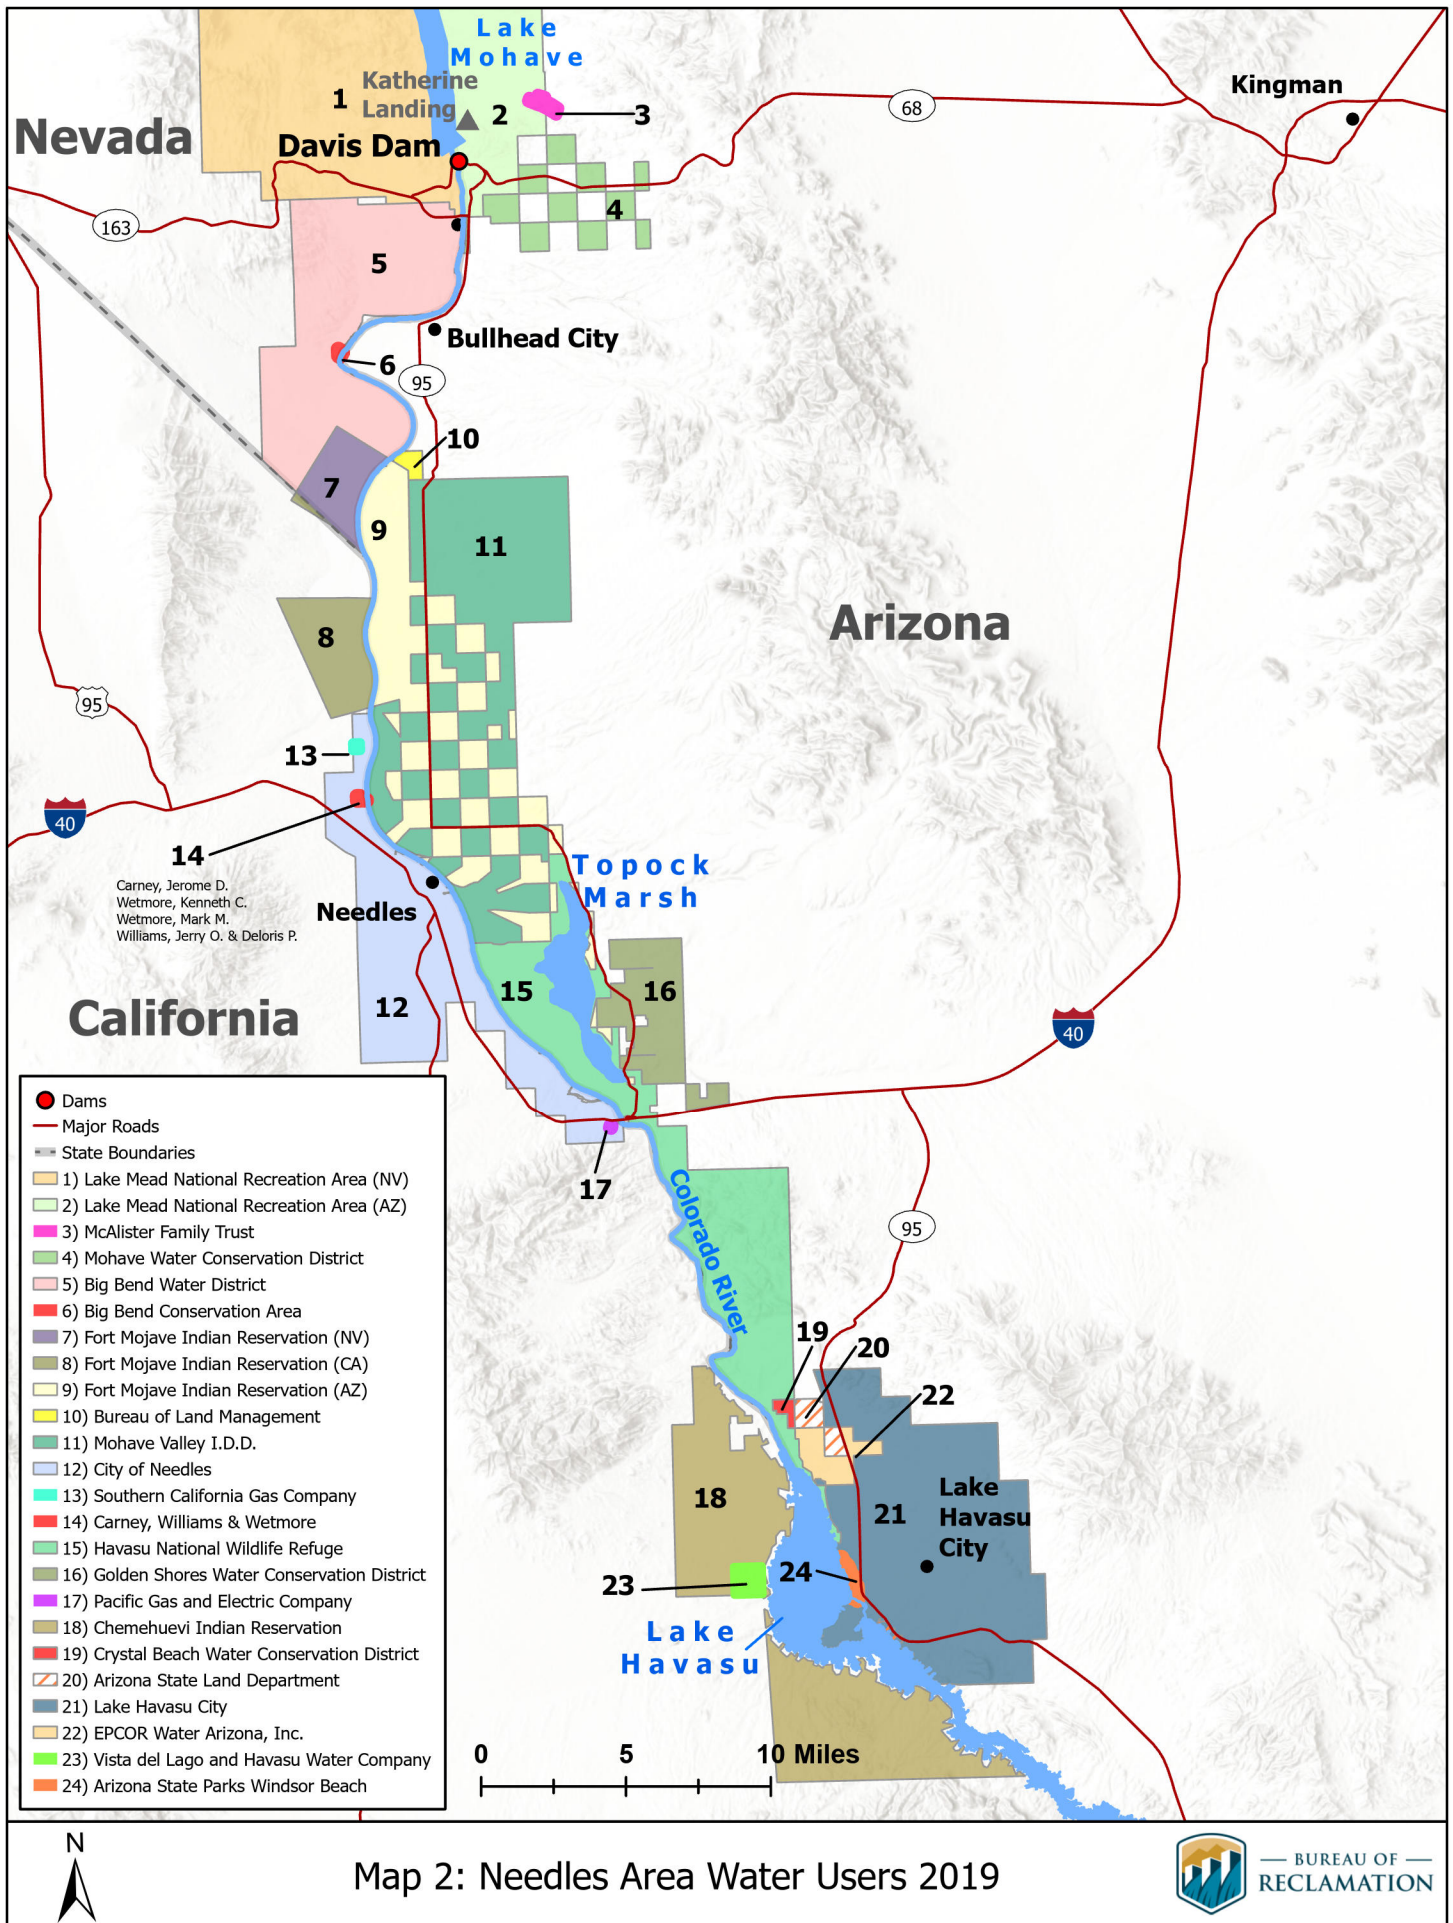 Lake
Mohave
Katherine
Landing
1
2
3
Kingman
68
Nevada
Davis Dam
163
4
5
Bullhead City
6
95
10
7
9
11
Arizona
8
95
13
40
14
Carney, Jerome D.
Wetmore, Kenneth C.
Wetmore, Mark M.
Williams, Jerry O. & Deloris P.
Topock
Marsh
Needles
15
16
12
California
40
17
Colorado River
95
19
20
22
18
21
Lake
Havasu
City
23
24
Lake
Havasu
Dams
Major Roads
State Boundaries
1) Lake Mead National Recreation Area (NV)
2) Lake Mead National Recreation Area (AZ)
3) McAlister Family Trust
4) Mohave Water Conservation District
5) Big Bend Water District
6) Big Bend Conservation Area
7) Fort Mojave Indian Reservation (NV)
8) Fort Mojave Indian Reservation (CA)
9) Fort Mojave Indian Reservation (AZ)
10) Bureau of Land Management
11) Mohave Valley I.D.D.
12) City of Needles
13) Southern California Gas Company
14) Carney, Williams & Wetmore
15) Havasu National Wildlife Refuge
16) Golden Shores Water Conservation District
17) Pacific Gas and Electric Company
18) Chemehuevi Indian Reservation
19) Crystal Beach Water Conservation District
20) Arizona State Land Department
21) Lake Havasu City
22) EPCOR Water Arizona, Inc.
23) Vista del Lago and Havasu Water Company
24) Arizona State Parks Windsor Beach
0 5 10 Miles
N
Map 2: Needles Area Water Users 2019
BUREAU OF
RECLAMATION